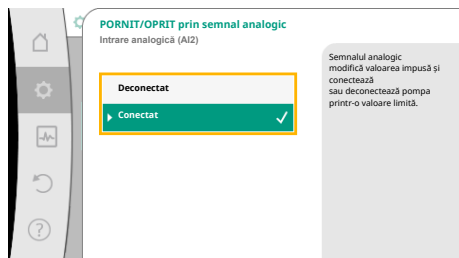 PORNIT/OPRIT prin semnal analogic
Intrare analogică (AI2)
Deconectat
Conectat
Semnalul analogic
modifică valoarea impusă și
conectează
sau deconectează pompa
printr-o valoare limită.
?